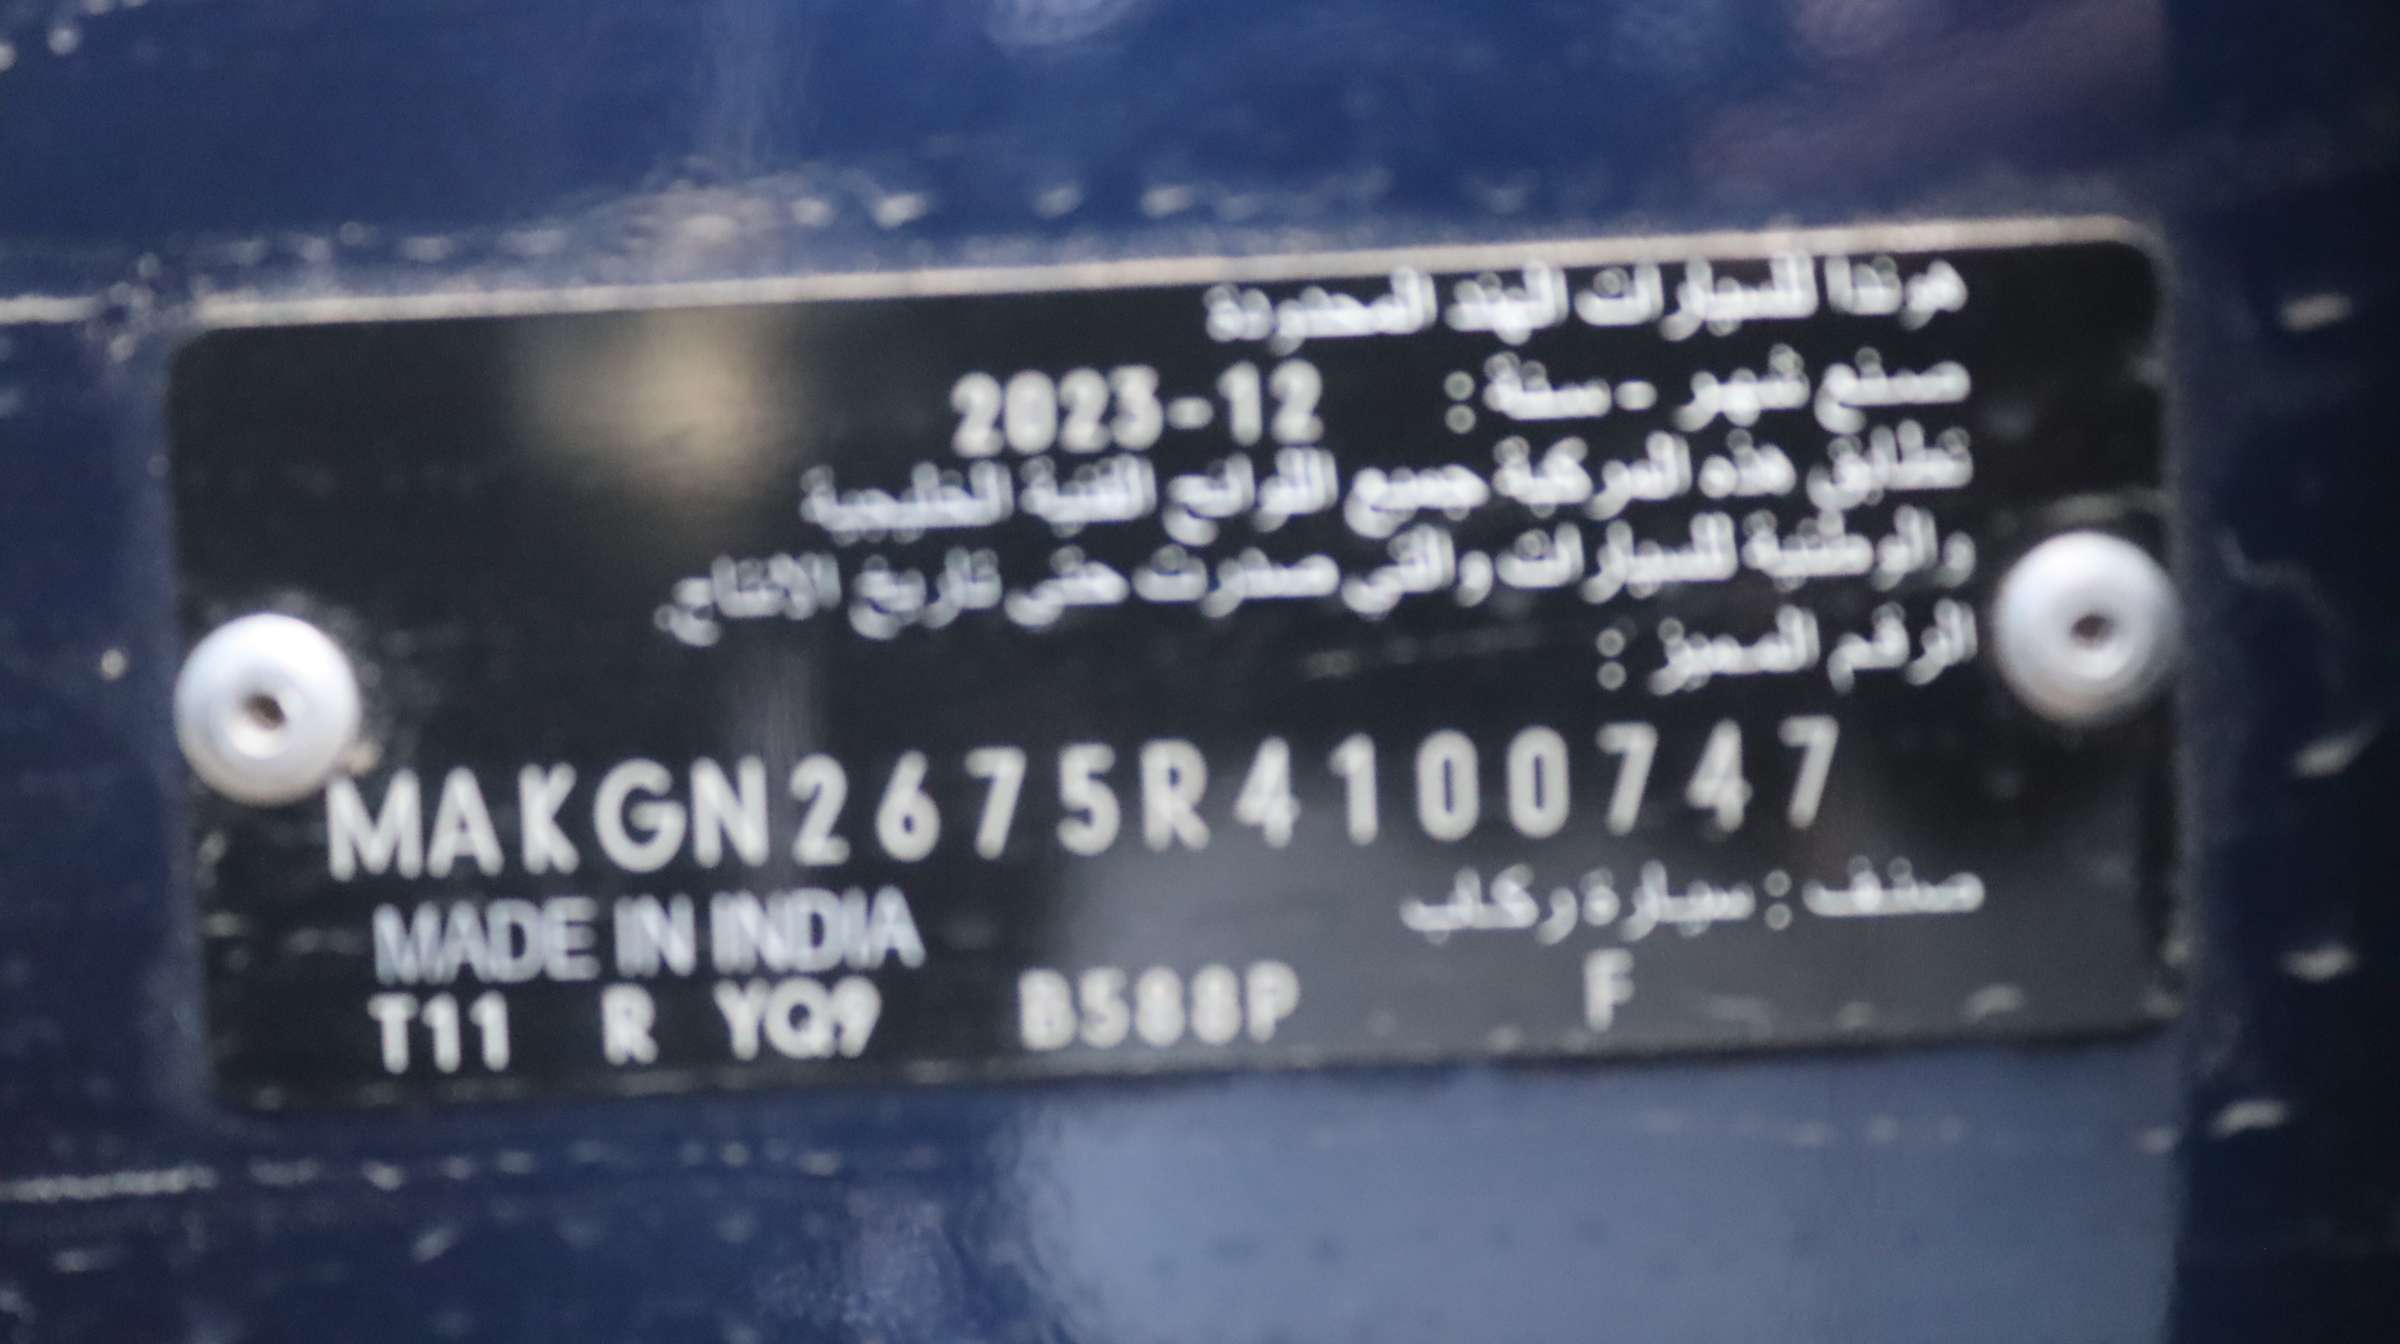 هوندا للسيارات الهند المحدودة
صنع شهر - سنة : 2023-12
تطابق هذه المركبة جميع اللوائح الفنية الخليجية
والوطنية للسيارات والتي صدرت حتى تاريخ الإنتاج.
الرقم المميز :
MAKGN2675R4100747
صنف : سيارة ركاب
MADE IN INDIA
T11 R YQ9 B588P F